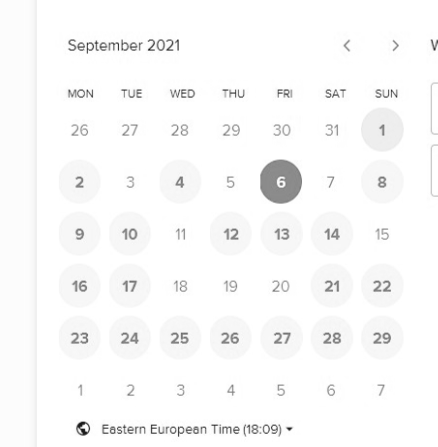 September 2021
W
MON TUE WED THU FRI SAT SUN
26 27 28 29 30 31 1
2 3 4 5 6 7 8
9 10 11 12 13 14 15
16 17 18 19 20 21 22
23 24 25 26 27 28 29
1 2 3 4 5 6 7
Eastern European Time (18:09)